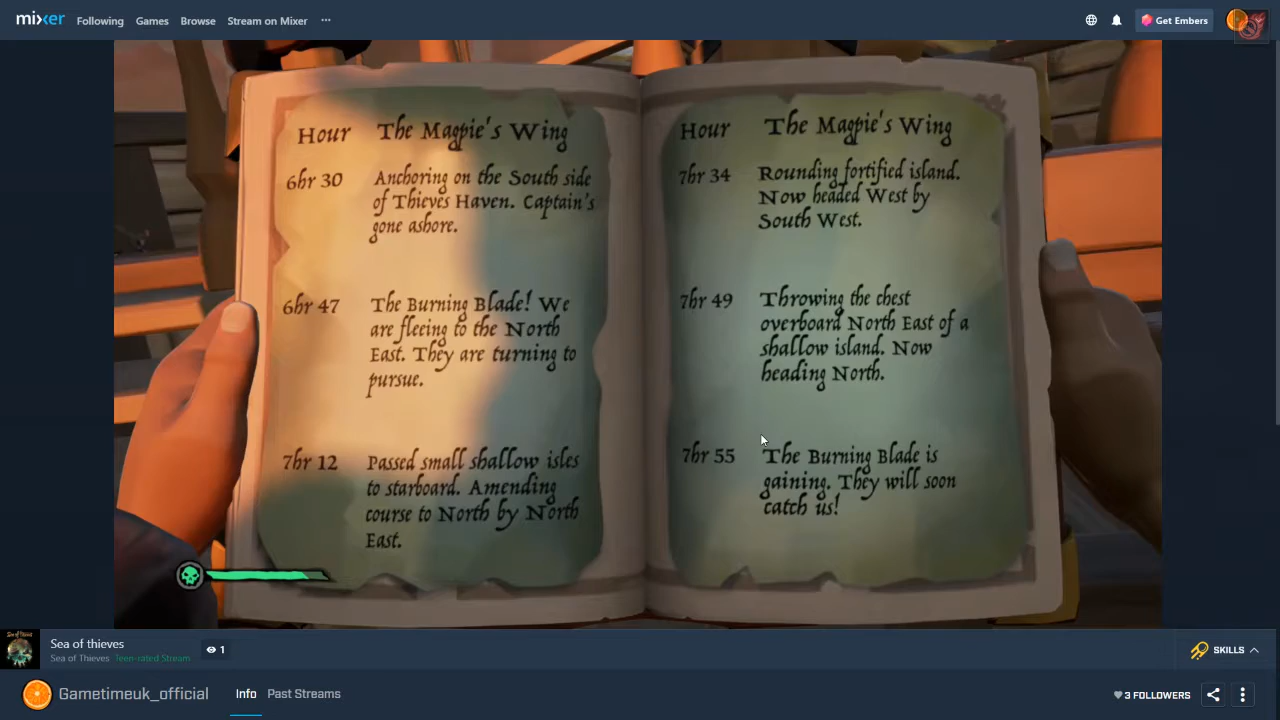 mixer Following Games Browse Stream on Mixer ... Get Embers
Hour The Magpie's Wing
6hr 30 Anchoring on the South side
of Thieves Haven. Captain's
gone ashore.
6hr 47 The Burning Blade! We
are fleeing to the North
East. They are turning to
pursue.
7hr 12 Passed small shallow isles
to starboard. Amending
course to North by North
East.
Hour The Magpie's Wing
7hr 34 Rounding fortified island.
Now headed West by
South West.
7hr 49 Throwing the chest
overboard North East of a
shallow island. Now
heading North.
7hr 55 The Burning Blade is
gaining. They will soon
catch us!
Sea of thieves 1
Sea of Thieves Teen-rated Stream
SKILLS
Gametimeuk_official Info Past Streams 3 FOLLOWERS